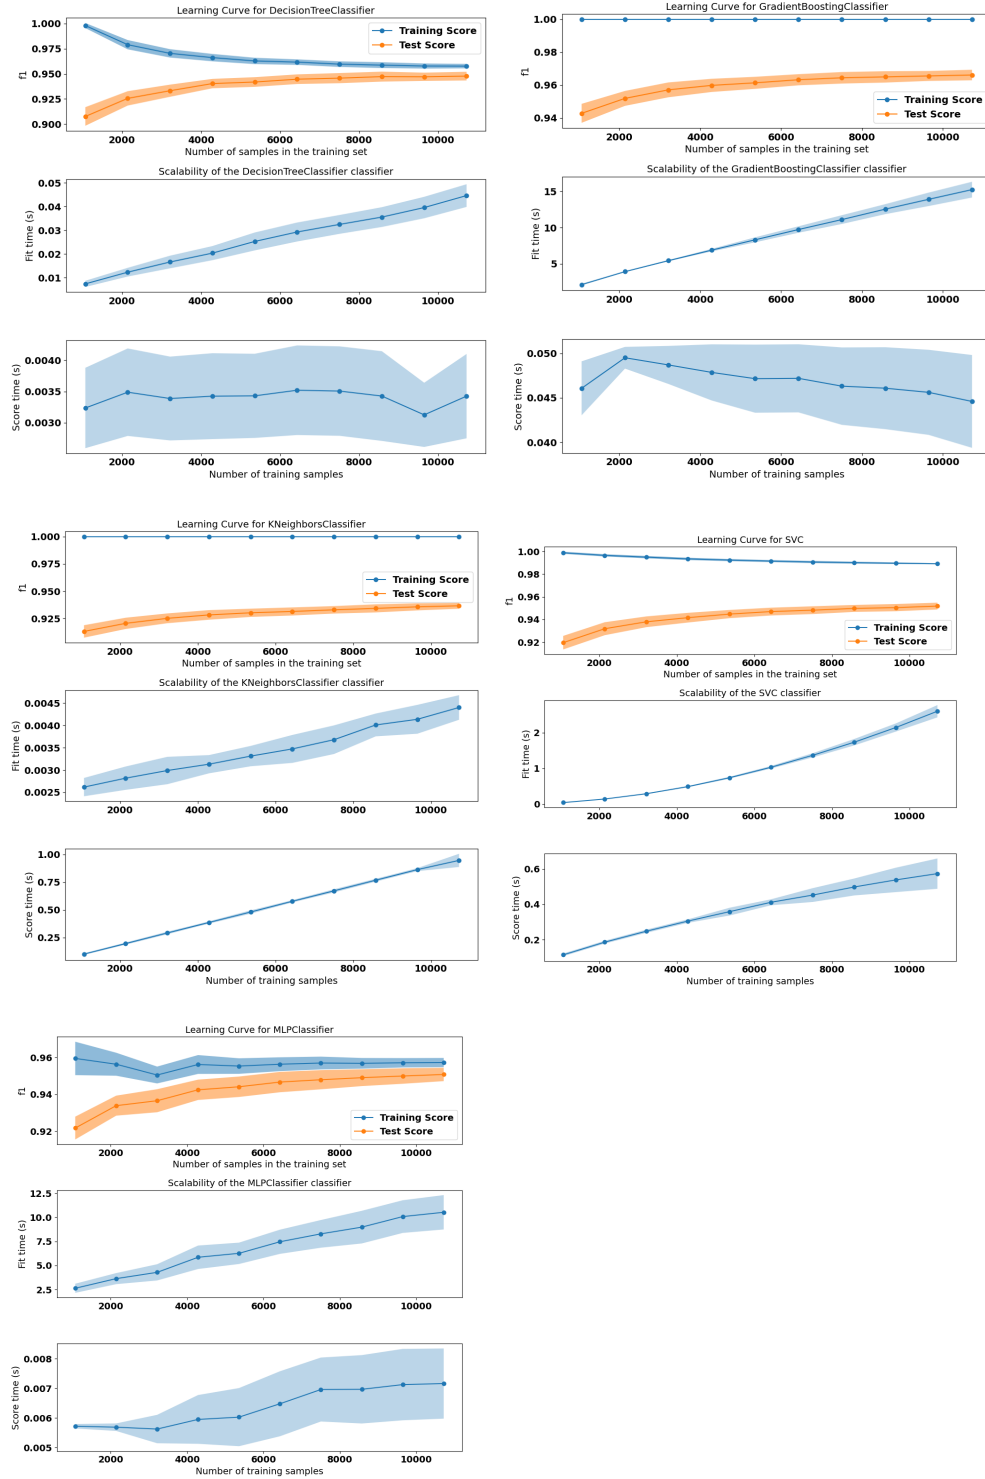 Learning Curve for DecisionTreeClassifier
1.000
0.975
0.950
0.925
0.900
f1
Training Score
Test Score
2000 4000 6000 8000 10000
Number of samples in the training set
Scalability of the DecisionTreeClassifier classifier
0.05
0.04
0.03
0.02
0.01
Fit time (s)
2000 4000 6000 8000 10000
0.0040
0.0035
0.0030
Score time (s)
2000 4000 6000 8000 10000
Number of training samples
Learning Curve for GradientBoostingClassifier
1.00
0.98
0.96
0.94
f1
Training Score
Test Score
2000 4000 6000 8000 10000
Number of samples in the training set
Scalability of the GradientBoostingClassifier classifier
15
10
5
Fit time (s)
2000 4000 6000 8000 10000
0.050
0.045
0.040
Score time (s)
2000 4000 6000 8000 10000
Number of training samples
Learning Curve for KNeighborsClassifier
1.000
0.975
0.950
0.925
f1
Training Score
Test Score
2000 4000 6000 8000 10000
Number of samples in the training set
Scalability of the KNeighborsClassifier classifier
0.0045
0.0040
0.0035
0.0030
0.0025
Fit time (s)
2000 4000 6000 8000 10000
1.00
0.75
0.50
0.25
Score time (s)
2000 4000 6000 8000 10000
Number of training samples
Learning Curve for SVC
1.00
0.98
0.96
0.94
0.92
f1
Training Score
Test Score
2000 4000 6000 8000 10000
Number of samples in the training set
Scalability of the SVC classifier
2
1
0
Fit time (s)
2000 4000 6000 8000 10000
0.6
0.4
0.2
Score time (s)
2000 4000 6000 8000 10000
Number of training samples
Learning Curve for MLPClassifier
0.96
0.94
0.92
f1
Training Score
Test Score
2000 4000 6000 8000 10000
Number of samples in the training set
Scalability of the MLPClassifier classifier
12.5
10.0
7.5
5.0
2.5
Fit time (s)
2000 4000 6000 8000 10000
0.008
0.007
0.006
0.005
Score time (s)
2000 4000 6000 8000 10000
Number of training samples